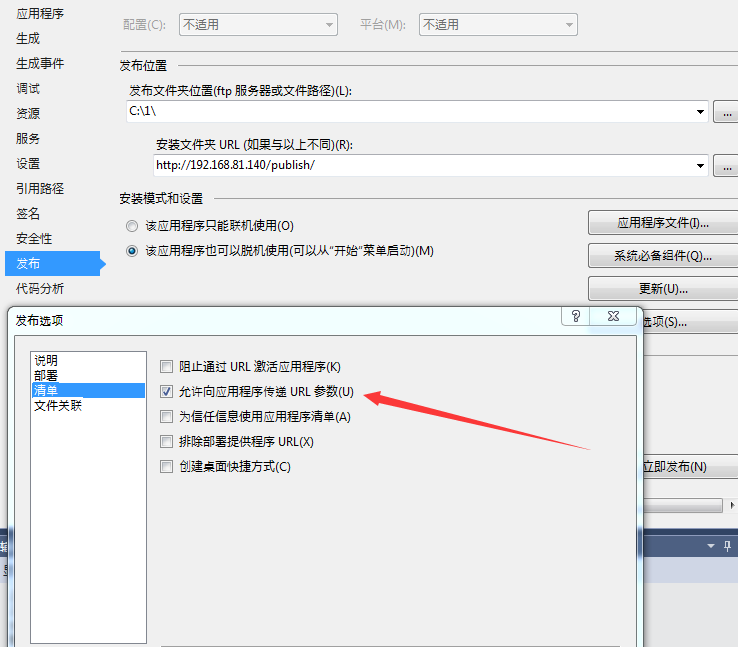 应用程序
生成
生成事件
调试
资源
服务
设置
引用路径
签名
安全性
发布
代码分析
配置(C): 不适用 平台(M): 不适用
发布位置
发布文件夹位置(ftp 服务器或文件路径)(L):
C:\1\
...
安装文件夹 URL (如果与以上不同)(R):
http://192.168.81.140/publish/
...
安装模式和设置
该应用程序只能联机使用(O)
该应用程序也可以脱机使用(可以从“开始”菜单启动)(M)
应用程序文件(I)...
系统必备组件(Q)...
更新(U)...
选项(S)...
立即发布(N)
发布选项
?
说明
部署
清单
文件关联
阻止通过 URL 激活应用程序(K)
允许向应用程序传递 URL 参数(U)
为信任信息使用应用程序清单(A)
排除部署提供程序 URL(X)
创建桌面快捷方式(C)